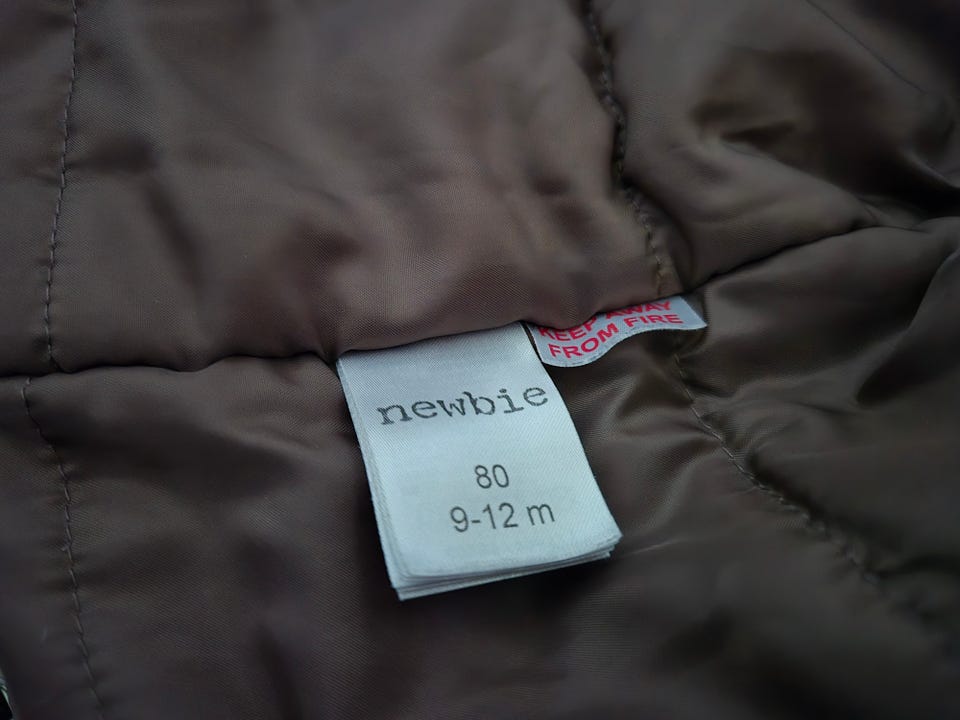 newbie
80
9-12 m
KEEP AWAY
FROM FIRE